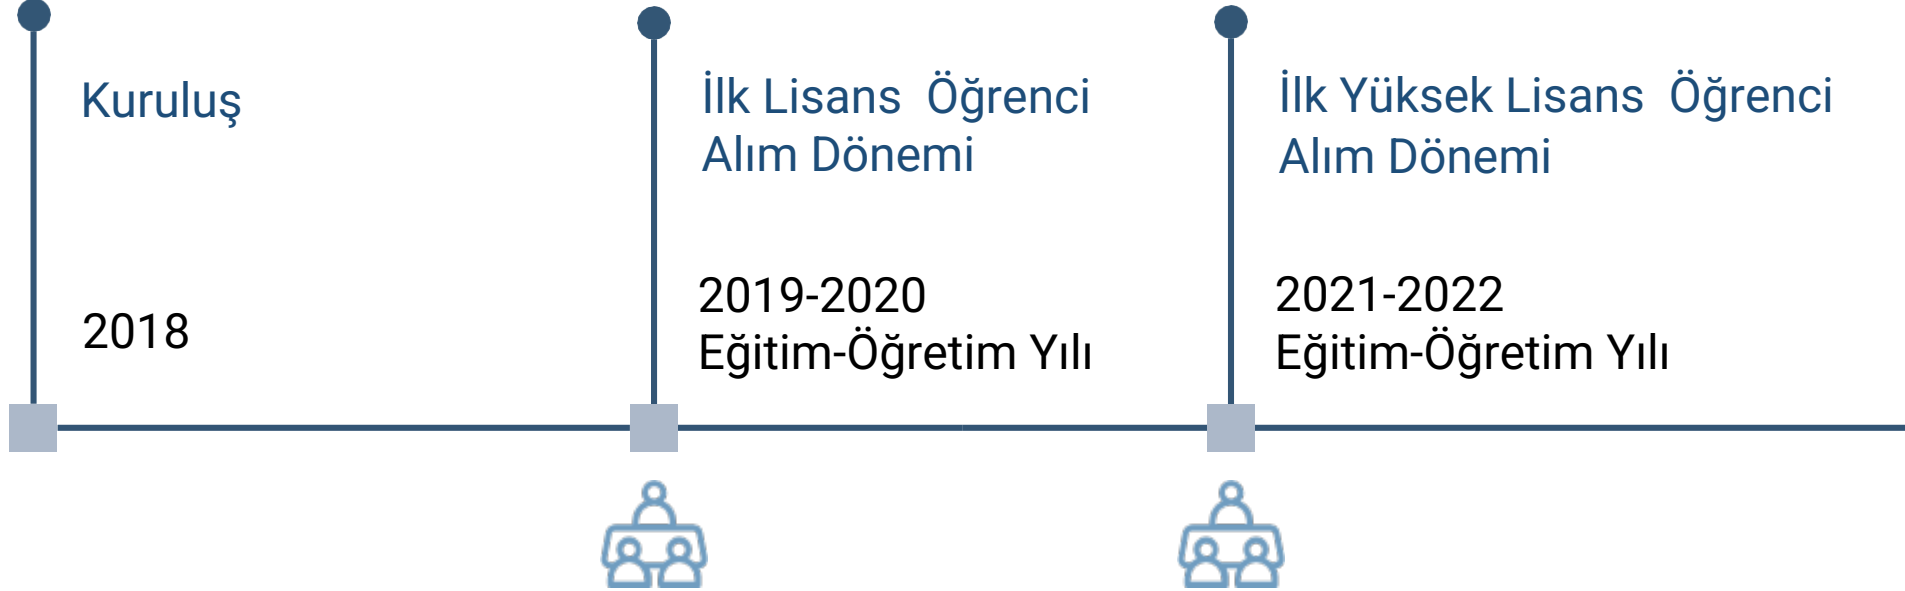 Kuruluş
2018
İlk Lisans  Öğrenci
Alım Dönemi
2019-2020
Eğitim-Öğretim Yılı
İlk Yüksek Lisans  Öğrenci
Alım Dönemi
2021-2022
Eğitim-Öğretim Yılı